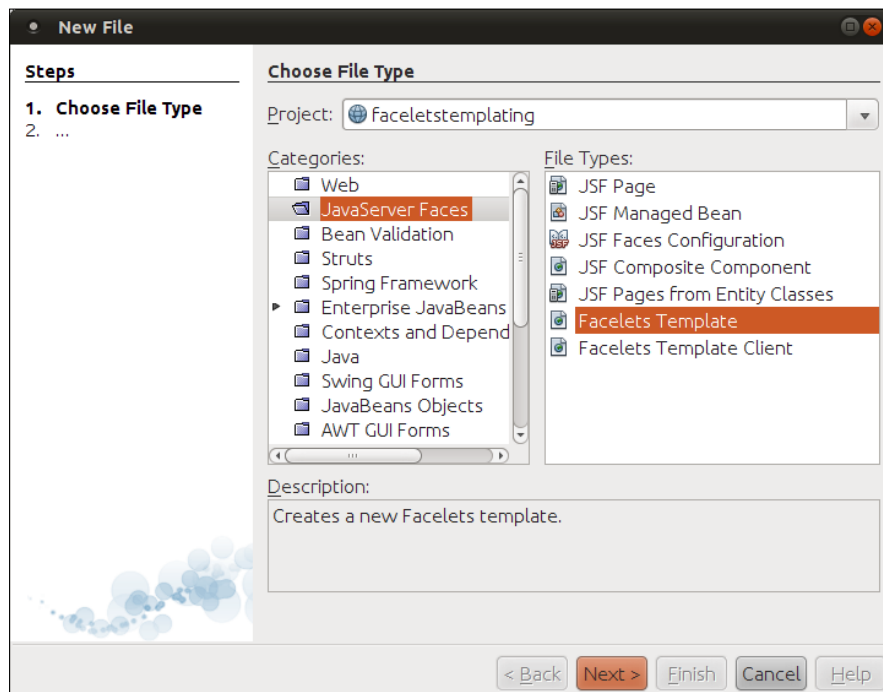 New File
Steps
1. Choose File Type
2. ...
Choose File Type
Project: faceletstemplating
Categories:
Web
JavaServer Faces
Bean Validation
Struts
Spring Framework
Enterprise JavaBeans
Contexts and Depend
Java
Swing GUI Forms
JavaBeans Objects
AWT GUI Forms
File Types:
JSF Page
JSF Managed Bean
JSF Faces Configuration
JSF Composite Component
JSF Pages from Entity Classes
Facelets Template
Facelets Template Client
Description:
Creates a new Facelets template.
< Back Next > Finish Cancel Help